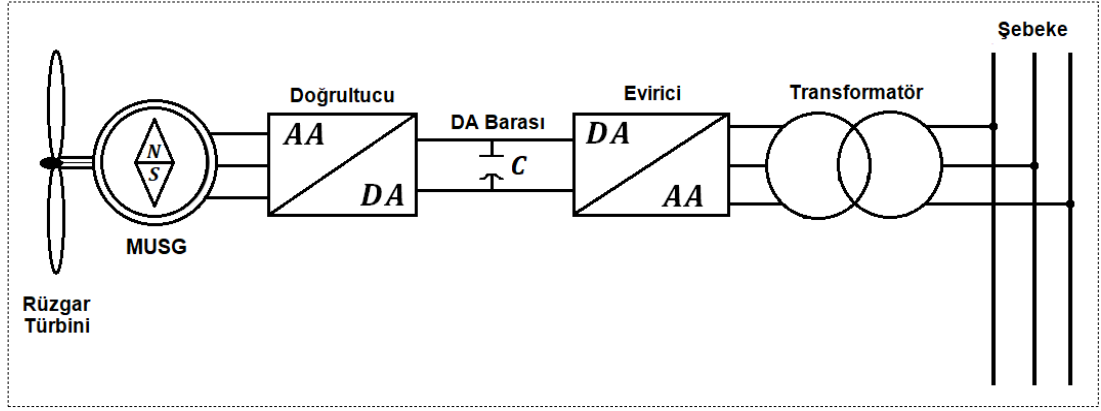 Şebeke
Doğrultucu
DA Barası
Evirici
Transformatör
AA
DA
C
DA
AA
N
S
MUSG
Rüzgar
Türbini